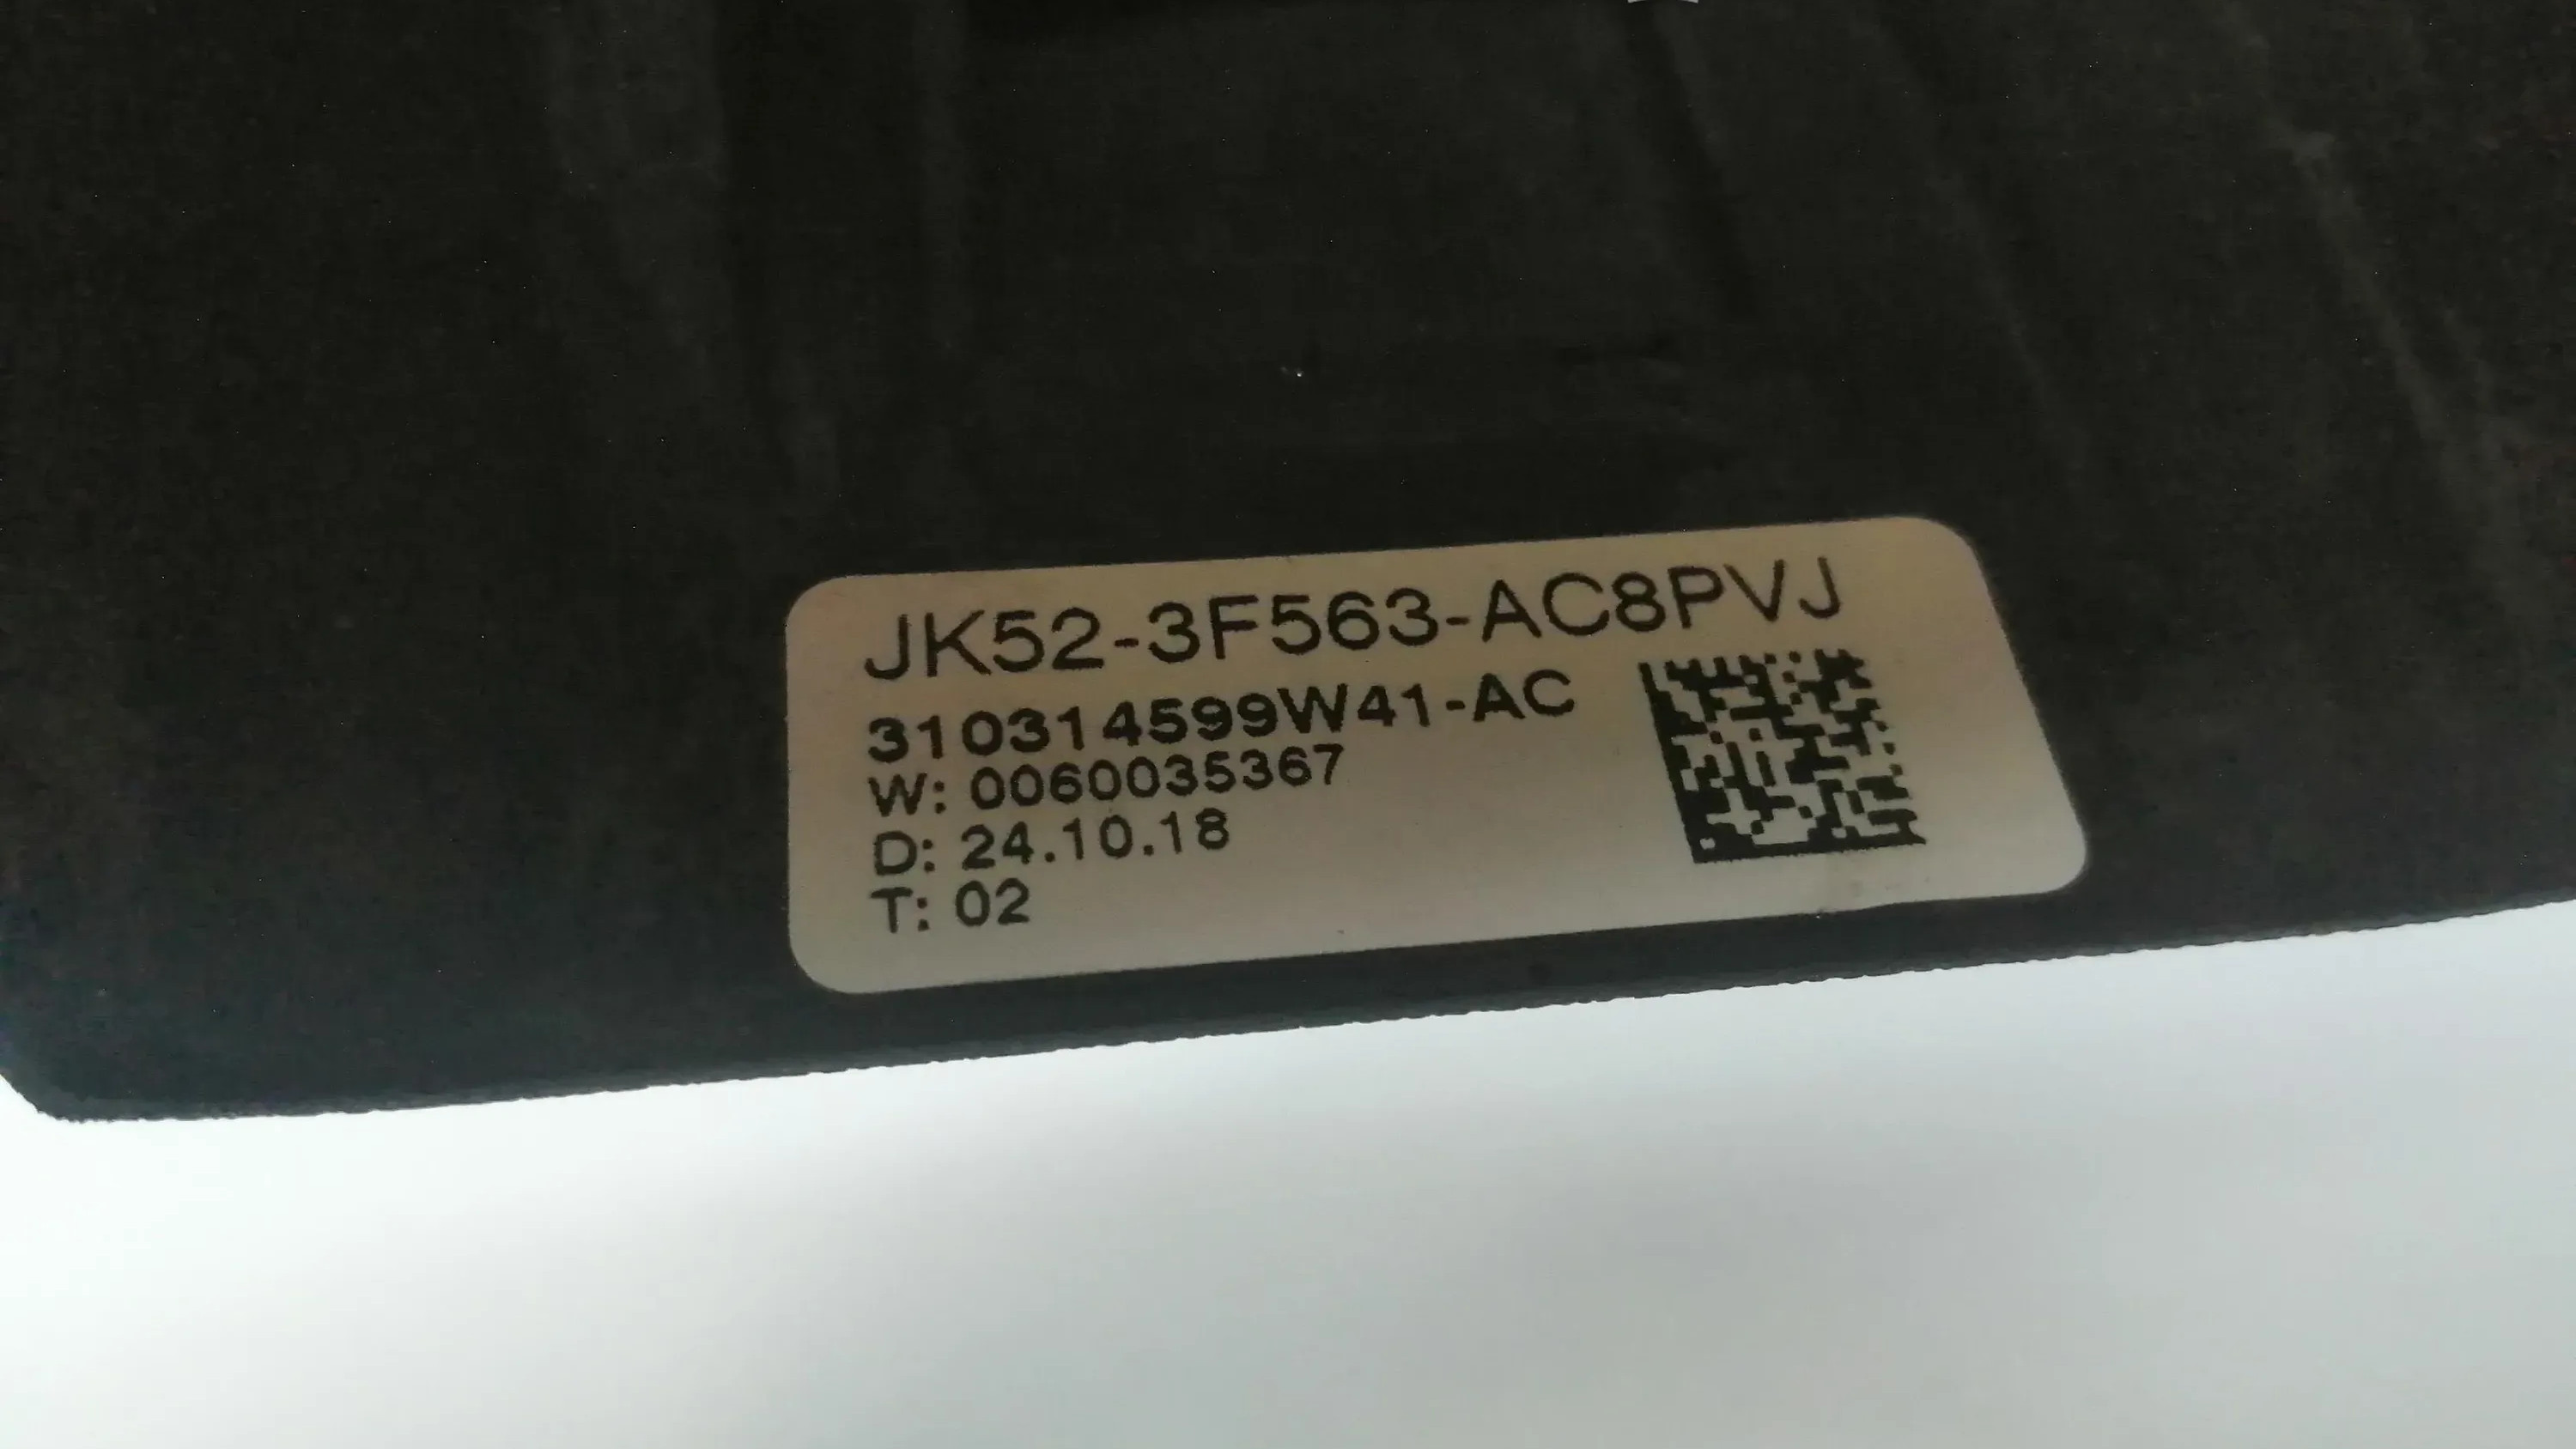 JK52-3F563-AC8PVJ
310314599W41-AC
W: 0060035367
D: 24.10.18
T: 02